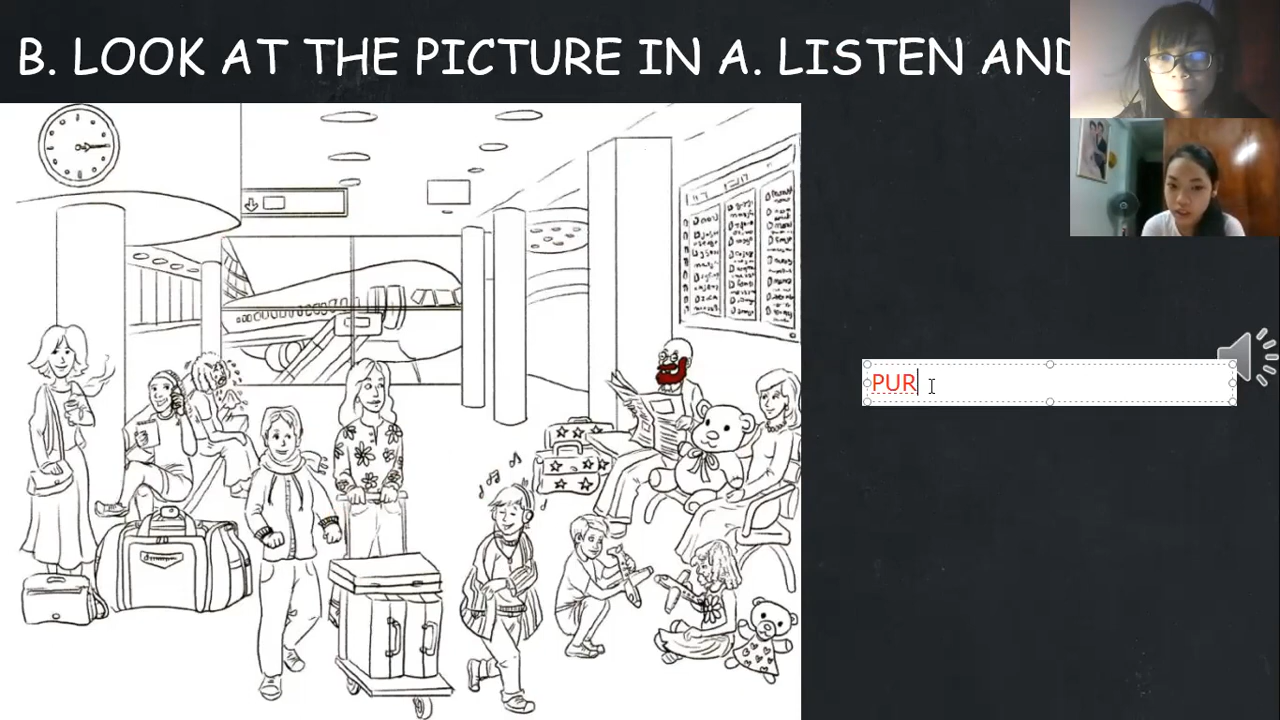 B. LOOK AT THE PICTURE IN A. LISTEN AND
PUR